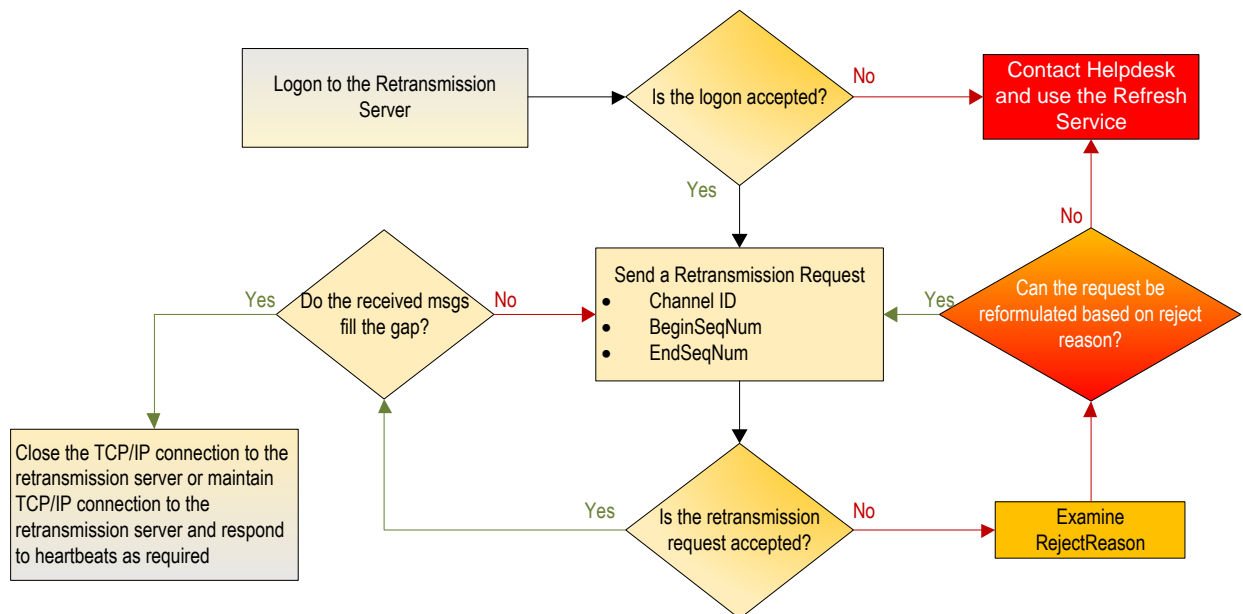 Logon to the Retransmission
Server
Is the logon accepted?
No
Contact Helpdesk
and use the Refresh
Service
Yes
No
Send a Retransmission Request
• Channel ID
• BeginSeqNum
• EndSeqNum
Yes
Do the received msgs
fill the gap?
No
Yes
Can the request be
reformulated based on reject
reason?
Close the TCP/IP connection to the
retransmission server or maintain
TCP/IP connection to the
retransmission server and respond
to heartbeats as required
Yes
Is the retransmission
request accepted?
No
Examine
RejectReason